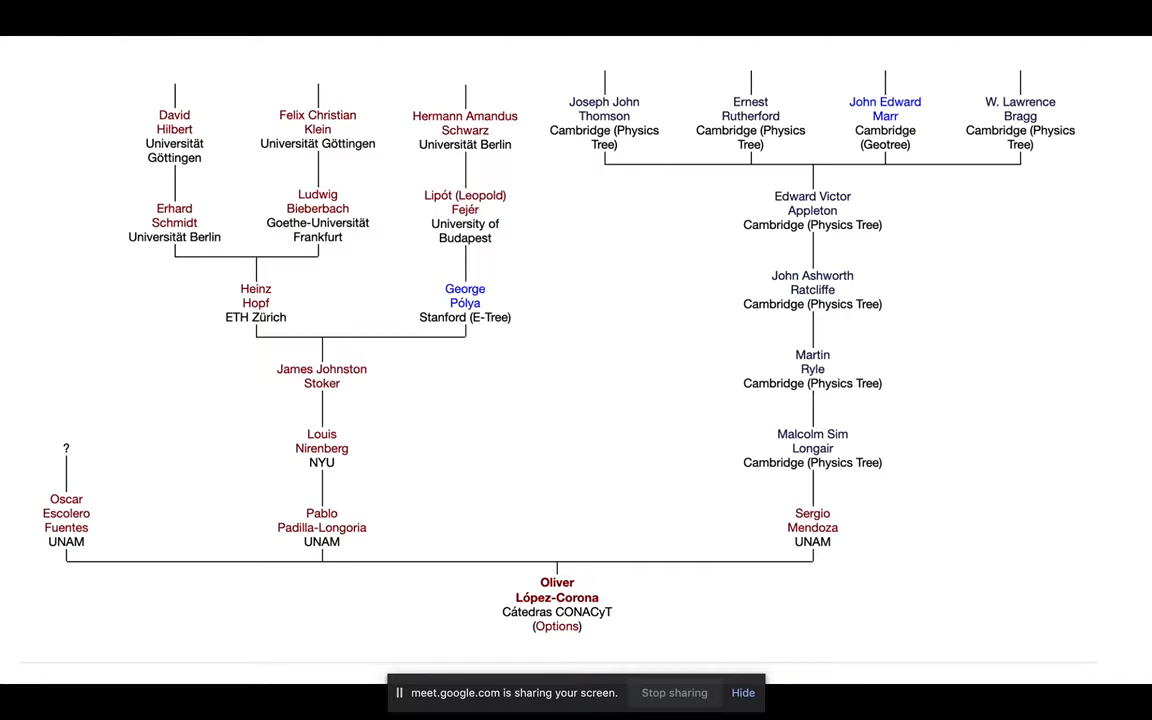 David
Hilbert
Universität
Göttingen
Felix Christian
Klein
Universität Göttingen
Hermann Amandus
Schwarz
Universität Berlin
Joseph John
Thomson
Cambridge (Physics
Tree)
Ernest
Rutherford
Cambridge (Physics
Tree)
John Edward
Marr
Cambridge
(Geotree)
W. Lawrence
Bragg
Cambridge (Physics
Tree)
Erhard
Schmidt
Universität Berlin
Ludwig
Bieberbach
Goethe-Universität
Frankfurt
Lipót (Leopold)
Fejér
University of
Budapest
Edward Victor
Appleton
Cambridge (Physics Tree)
Heinz
Hopf
ETH Zürich
George
Pólya
Stanford (E-Tree)
John Ashworth
Ratcliffe
Cambridge (Physics Tree)
James Johnston
Stoker
Martin
Ryle
Cambridge (Physics Tree)
?
Louis
Nirenberg
NYU
Malcolm Sim
Longair
Cambridge (Physics Tree)
Oscar
Escolero
Fuentes
UNAM
Pablo
Padilla-Longoria
UNAM
Sergio
Mendoza
UNAM
Oliver
López-Corona
Cátedras CONACyT
(Options)
meet.google.com is sharing your screen.
Stop sharing
Hide